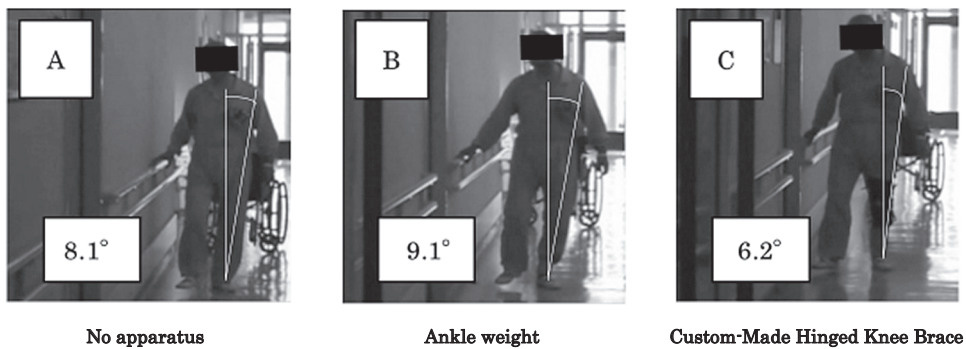 A
B
C
8.1°
9.1°
6.2°
No apparatus
Ankle weight
Custom-Made Hinged Knee Brace